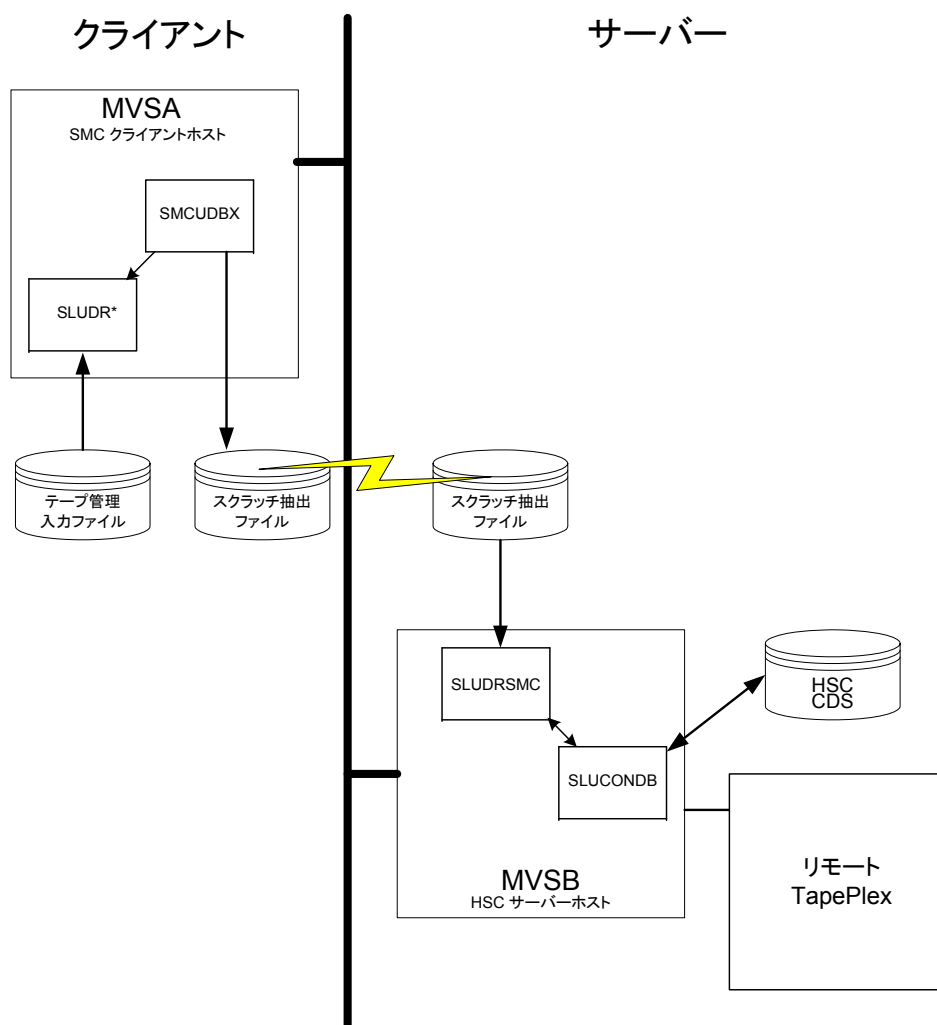 クライアント
サーバー
MVSA
SMC クライアントホスト
SMCUDBX
SLUDR*
テープ管理
入力ファイル
スクラッチ抽出
ファイル
スクラッチ抽出
ファイル
SLUDRSMC
HSC
CDS
SLUCONDB
MVSB
HSC サーバーホスト
リモート
TapePlex